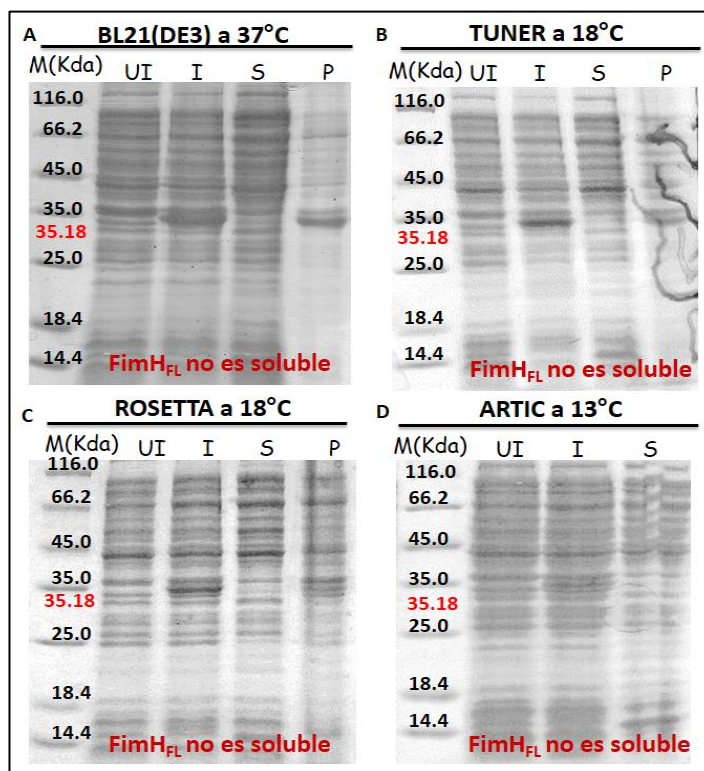 A BL21(DE3) a 37°C
M(Kda) UI I S P
116.0
66.2
45.0
35.0
35.18
25.0
18.4
14.4
FimHFL no es soluble
B TUNER a 18°C
M(Kda) UI I S P
116.0
66.2
45.0
35.0
35.18
25.0
18.4
14.4
FimHFL no es soluble
C ROSETTA a 18°C
M(Kda) UI I S P
116.0
66.2
45.0
35.0
35.18
25.0
18.4
14.4
FimHFL no es soluble
D ARTIC a 13°C
M(Kda) UI I S
116.0
66.2
45.0
35.0
35.18
25.0
18.4
14.4
FimHFL no es soluble